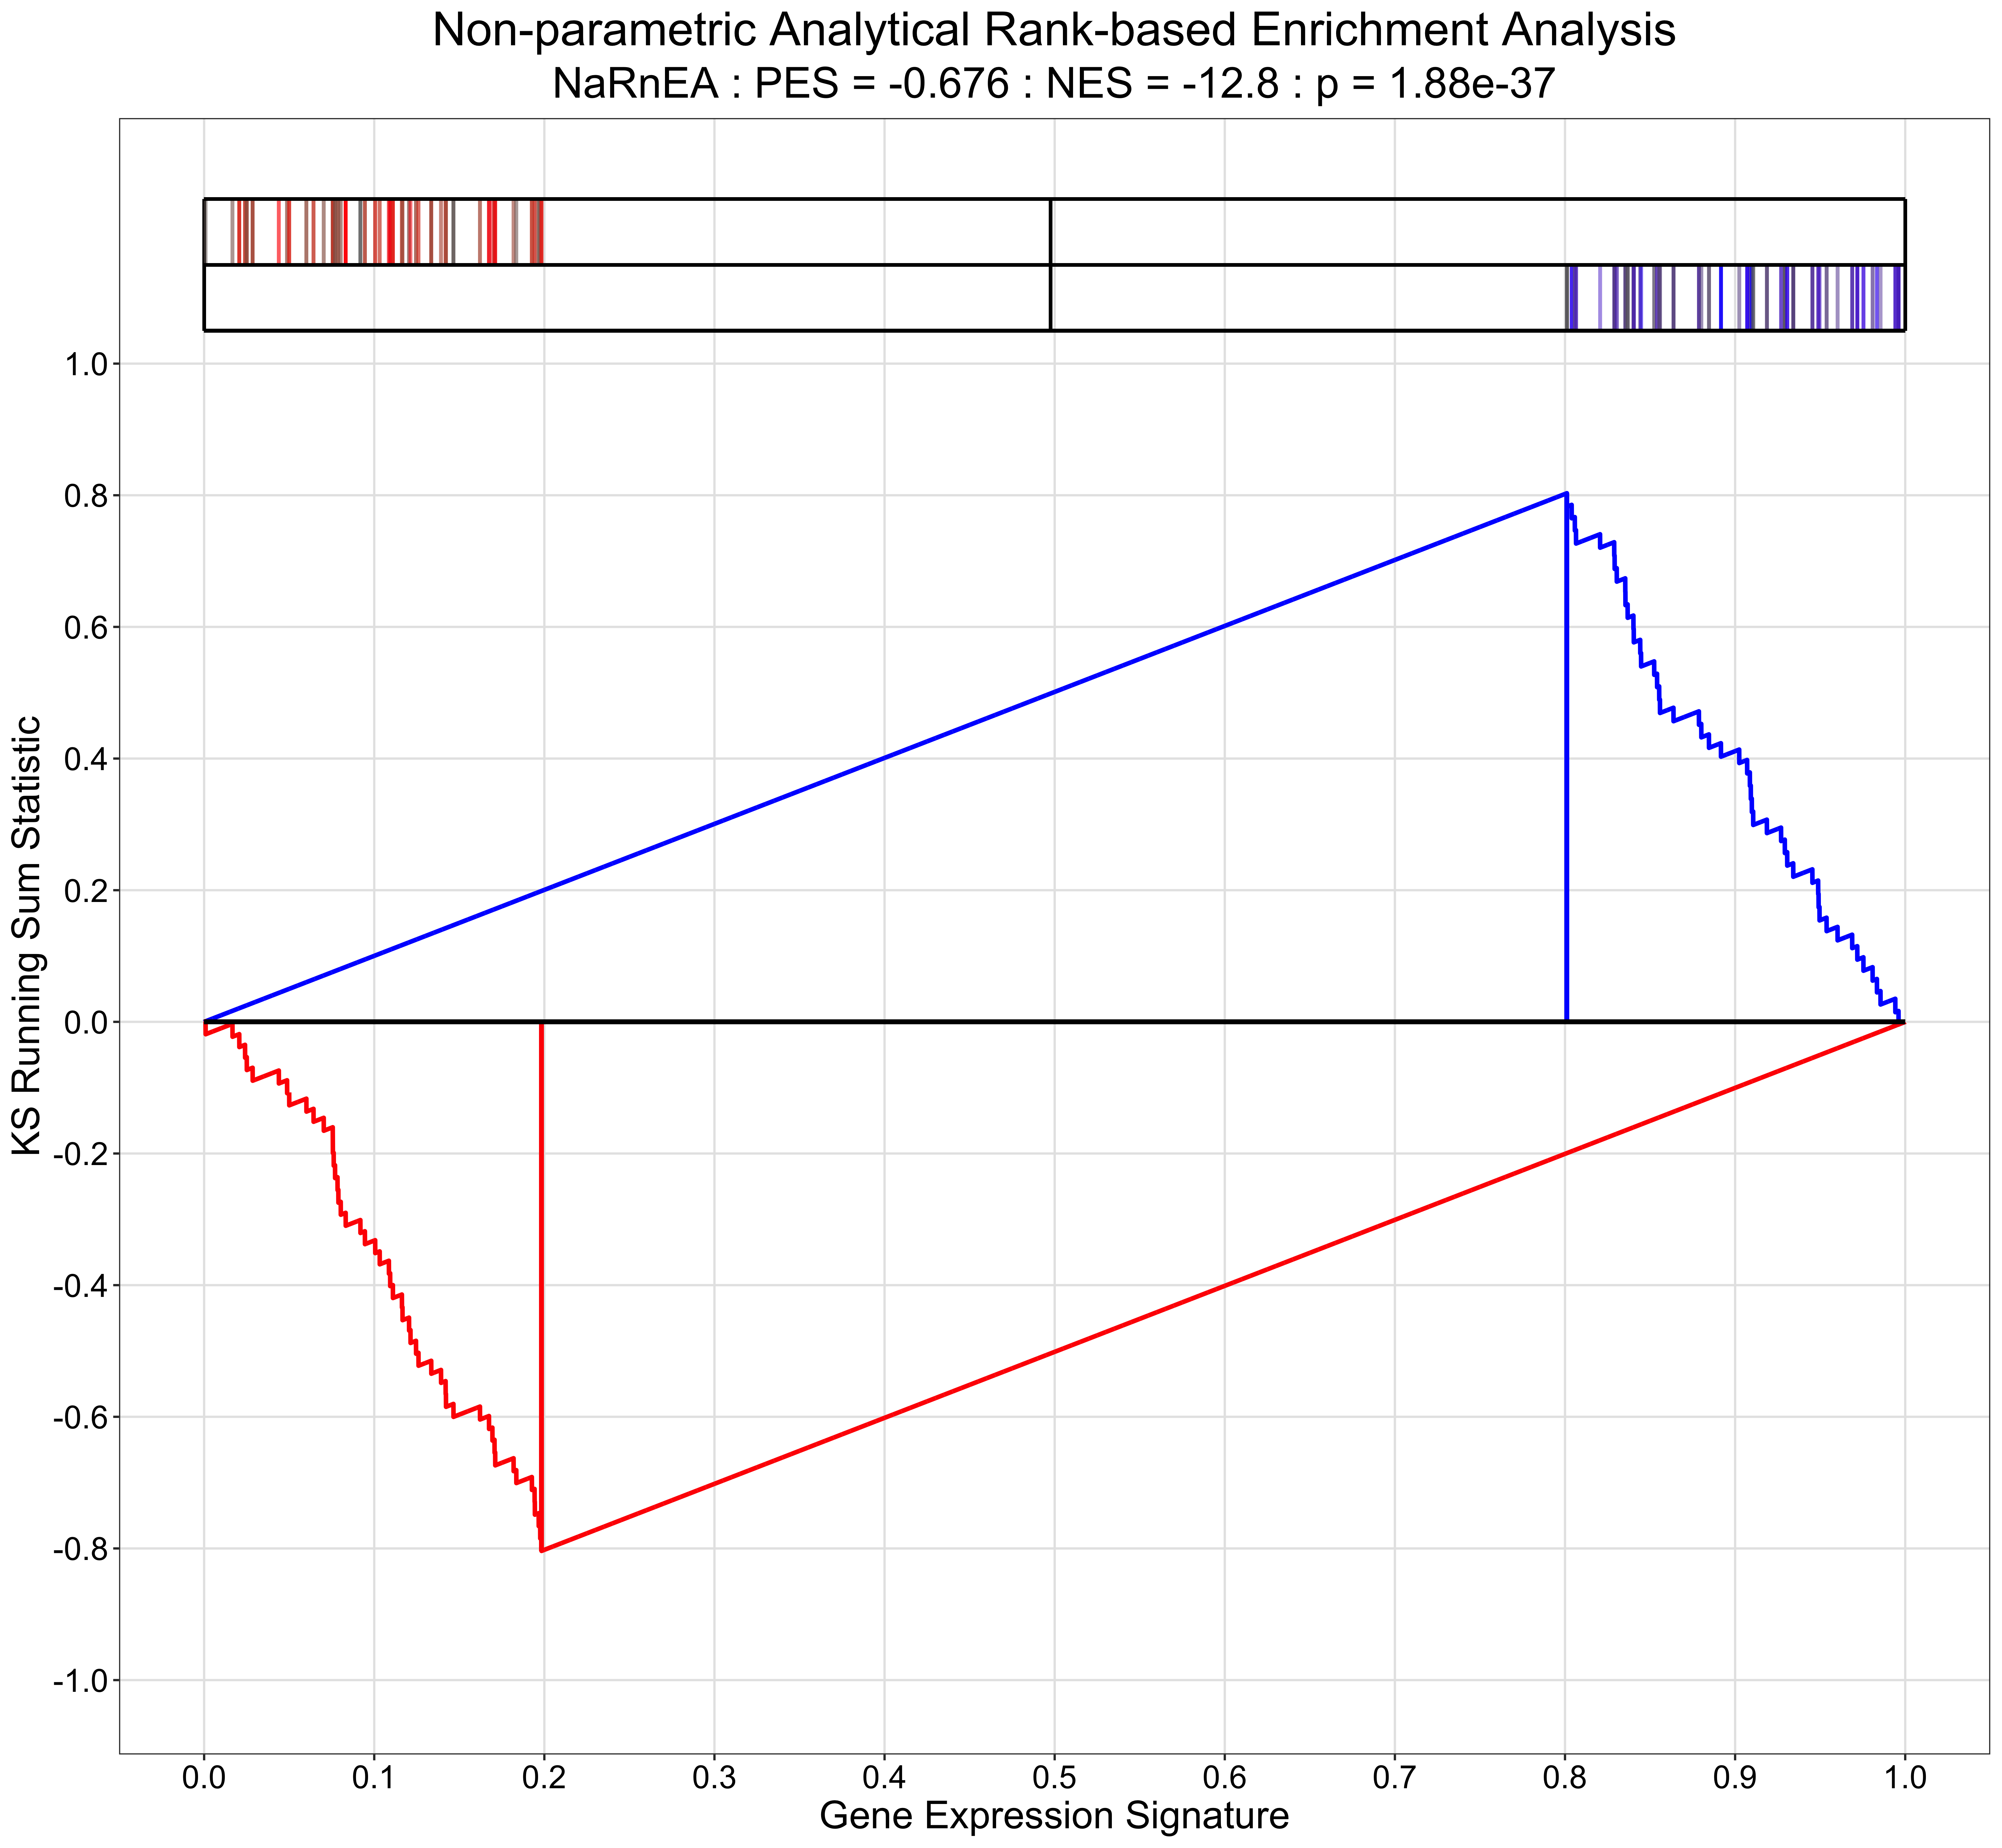 Non-parametric Analytical Rank-based Enrichment Analysis
NaRnEA : PES = -0.676 : NES = -12.8 : p = 1.88e-37
1.0
0.8
0.6
0.4
0.2
0.0
-0.2
-0.4
-0.6
-0.8
-1.0
KS Running Sum Statistic
0.0 0.1 0.2 0.3 0.4 0.5 0.6 0.7 0.8 0.9 1.0
Gene Expression Signature